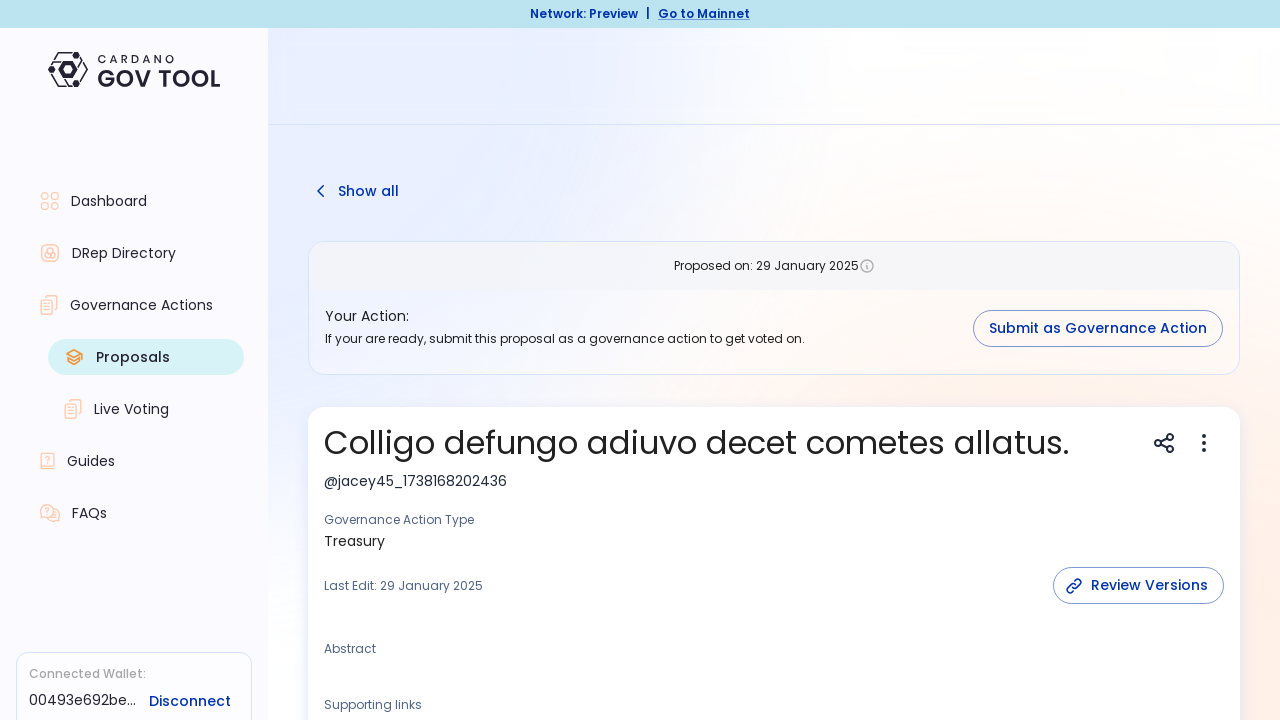 Network: Preview | Go to Mainnet
CARDANO
GOV TOOL
Dashboard
DRep Directory
Governance Actions
Proposals
Live Voting
Guides
FAQs
Connected Wallet:
00493e692be... Disconnect
Show all
Proposed on: 29 January 2025
Your Action:
If your are ready, submit this proposal as a governance action to get voted on.
Submit as Governance Action
Colligo defungo adiuvo decet cometes allatus.
@jacey45_1738168202436
Governance Action Type
Treasury
Last Edit: 29 January 2025
Review Versions
Abstract
Supporting links